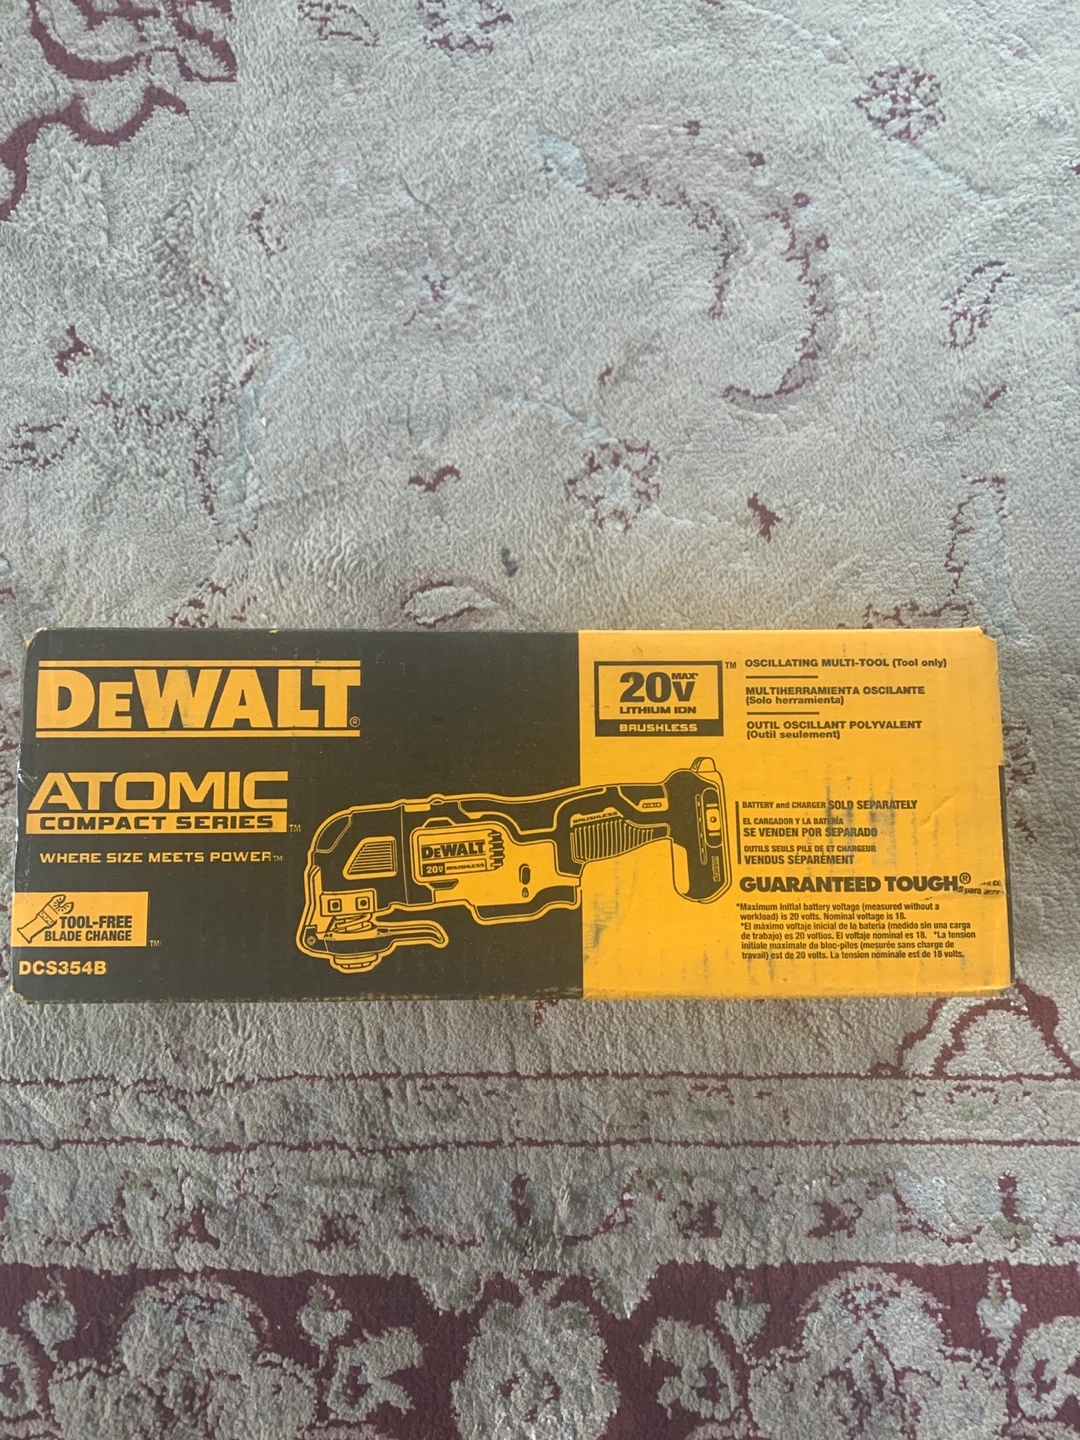 DEWALT®
ATOMIC
COMPACT SERIES™
WHERE SIZE MEETS POWER™
TOOL-FREE
BLADE CHANGE™
DCS354B
DEWALT
20V BRUSHLESS
BRUSHLESS
20V MAX*
LITHIUM ION
BRUSHLESS
™
OSCILLATING MULTI-TOOL (Tool only)
MULTIHERRAMIENTA OSCILANTE
(Solo herramienta)
OUTIL OSCILLANT POLYVALENT
(Outil seulement)
BATTERY and CHARGER SOLD SEPARATELY
EL CARGADOR Y LA BATERÍA
SE VENDEN POR SEPARADO
OUTILS SEULS PILE DE ET CHARGEUR
VENDUS SÉPARÉMENT
GUARANTEED TOUGH®
para
*Maximum initial battery voltage (measured without a
workload) is 20 volts. Nominal voltage is 18.
*El máximo voltaje inicial de la batería (medido sin una carga
de trabajo) es 20 voltios. El voltaje nominal es 18. *La tension
initiale maximale du bloc-piles (mesurée sans charge de
travail) est de 20 volts. La tension nominale est de 18 volts.